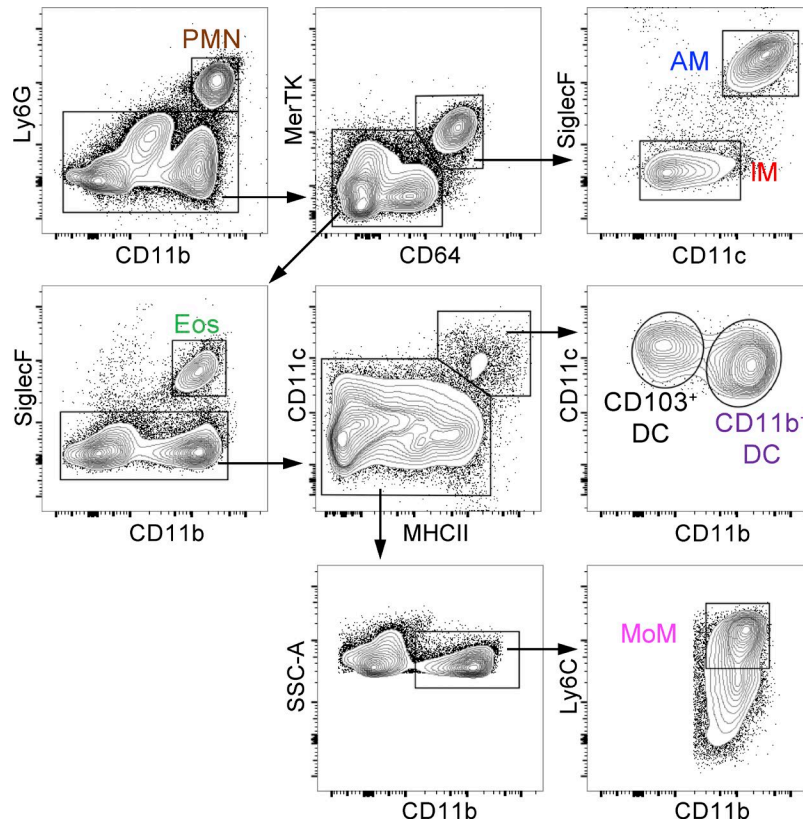 PMN
Ly6G
CD11b
MerTK
CD64
AM
IM
SiglecF
CD11c
Eos
SiglecF
CD11b
CD11c
MHCII
CD103+
DC
CD11b+
DC
CD11c
CD11b
SSC-A
CD11b
MoM
Ly6C
CD11b